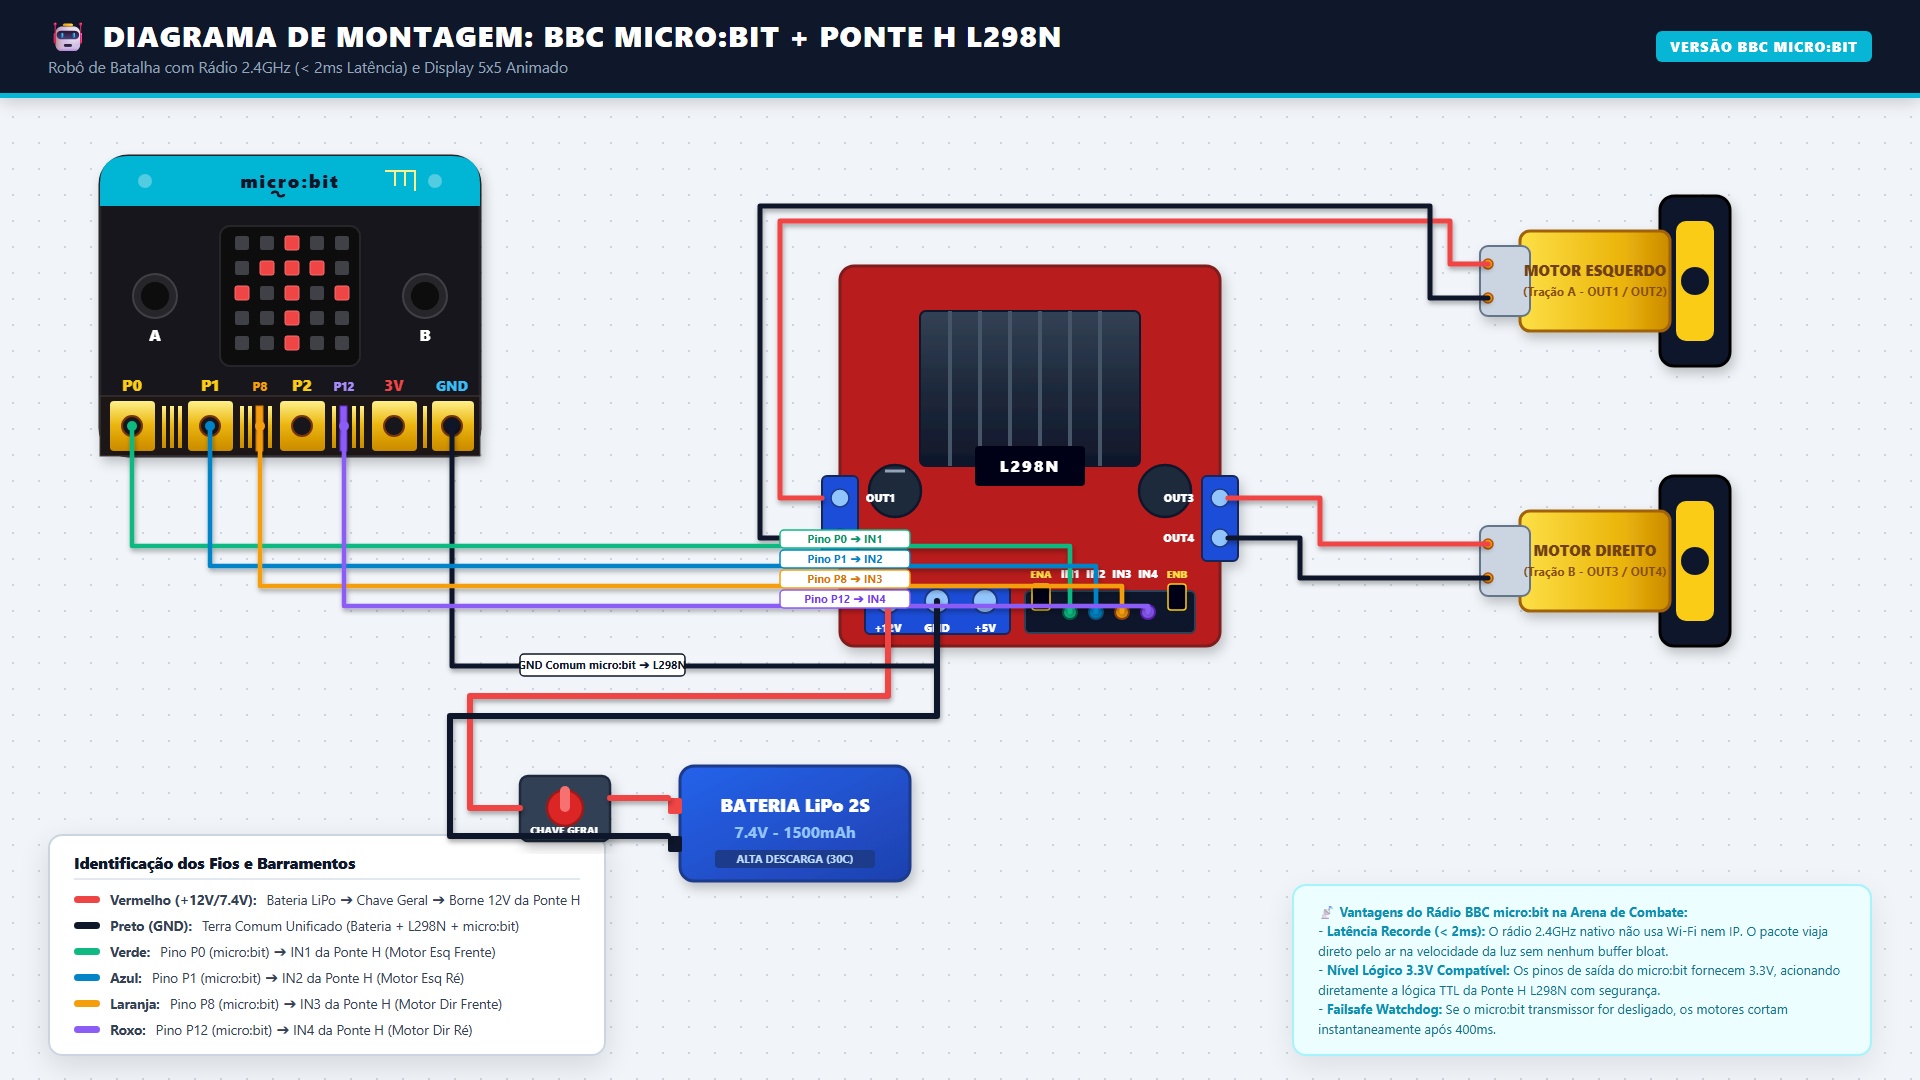 DIAGRAMA DE MONTAGEM: BBC MICRO:BIT + PONTE H L298N
Robô de Batalha com Rádio 2.4GHz (< 2ms Latência) e Display 5x5 Animado
VERSÃO BBC MICRO:BIT
micro:bit
A
B
P0 P1 P8 P2 P12 3V GND
L298N
OUT1
OUT3
OUT4
MOTOR ESQUERDO
(Tração A - OUT1 / OUT2)
MOTOR DIREITO
(Tração B - OUT3 / OUT4)
Pino P0 → IN1
Pino P1 → IN2
Pino P8 → IN3
Pino P12 → IN4
ENA IN1 IN2 IN3 IN4 ENB
+12V GND +5V
GND Comum micro:bit → L298N
CHAVE GERAL
BATERIA LiPo 2S
7.4V - 1500mAh
ALTA DESCARGA (30C)
Identificação dos Fios e Barramentos
Vermelho (+12V/7.4V): Bateria LiPo → Chave Geral → Borne 12V da Ponte H
Preto (GND): Terra Comum Unificado (Bateria + L298N + micro:bit)
Verde: Pino P0 (micro:bit) → IN1 da Ponte H (Motor Esq Frente)
Azul: Pino P1 (micro:bit) → IN2 da Ponte H (Motor Esq Ré)
Laranja: Pino P8 (micro:bit) → IN3 da Ponte H (Motor Dir Frente)
Roxo: Pino P12 (micro:bit) → IN4 da Ponte H (Motor Dir Ré)
Vantagens do Rádio BBC micro:bit na Arena de Combate:
- Latência Recorde (< 2ms): O rádio 2.4GHz nativo não usa Wi-Fi nem IP. O pacote viaja
direto pelo ar na velocidade da luz sem nenhum buffer bloat.
- Nível Lógico 3.3V Compatível: Os pinos de saída do micro:bit fornecem 3.3V, acionando
diretamente a lógica TTL da Ponte H L298N com segurança.
- Failsafe Watchdog: Se o micro:bit transmissor for desligado, os motores cortam
instantaneamente após 400ms.